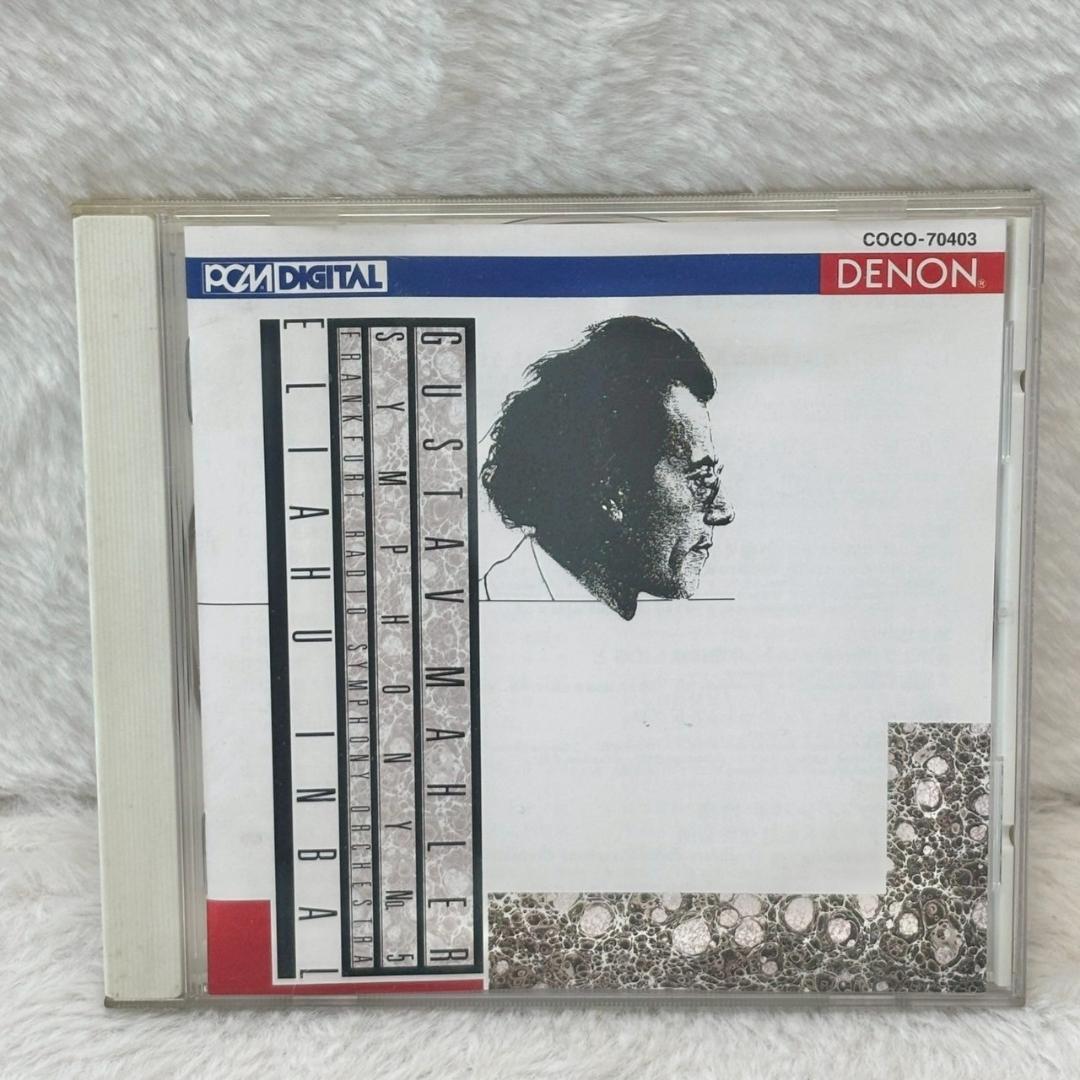 COCO-70403
PCM DIGITAL
DENON®
GUSTAV MAHLER
SYMPHONY No. 5
FRANKFURT RADIO SYMPHONY ORCHESTRA
ELIAHU INBAL